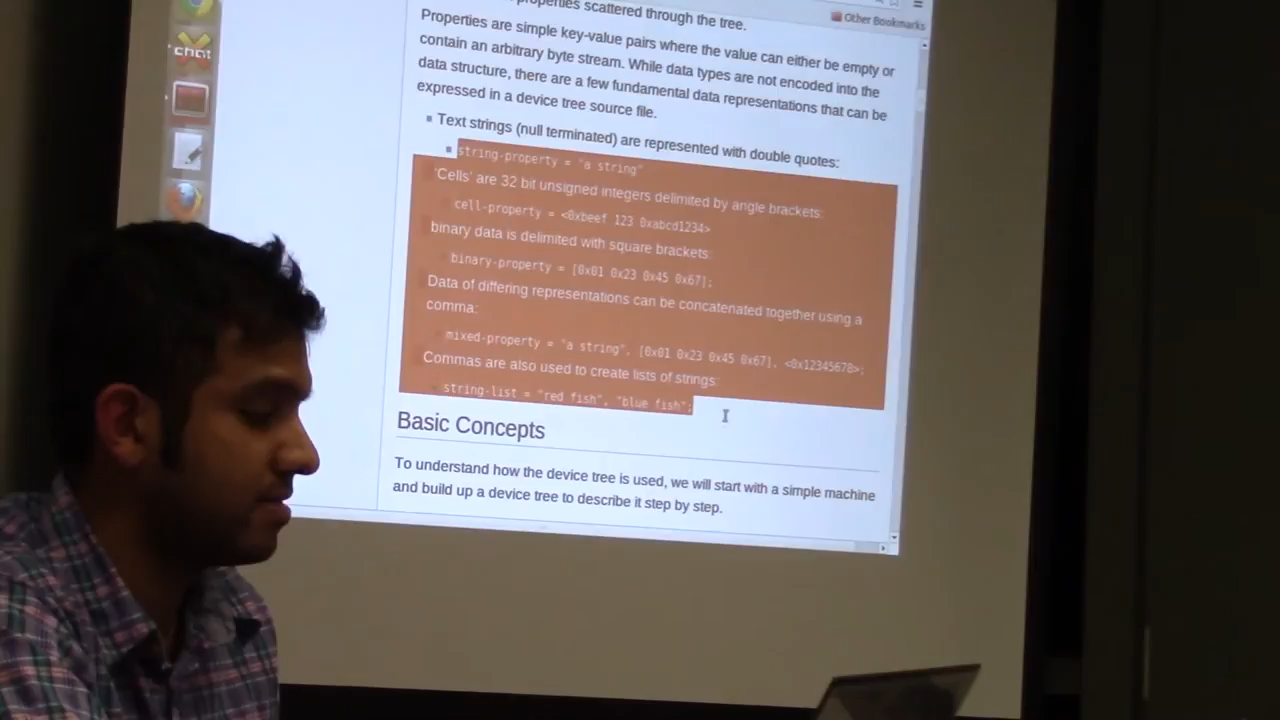 properties scattered through the tree.
Other Bookmarks
Properties are simple key-value pairs where the value can either be empty or
contain an arbitrary byte stream. While data types are not encoded into the
data structure, there are a few fundamental data representations that can be
expressed in a device tree source file.
Text strings (null terminated) are represented with double quotes:
string-property = "a string"
'Cells' are 32 bit unsigned integers delimited by angle brackets:
cell-property = <0xbeef 123 0xabcd1234>
binary data is delimited with square brackets:
binary-property = [0x01 0x23 0x45 0x67];
Data of differing representations can be concatenated together using a
comma:
mixed-property = "a string", [0x01 0x23 0x45 0x67], <0x12345678>;
Commas are also used to create lists of strings:
string-list = "red fish", "blue fish";
Basic Concepts
To understand how the device tree is used, we will start with a simple machine
and build up a device tree to describe it step by step.
chat